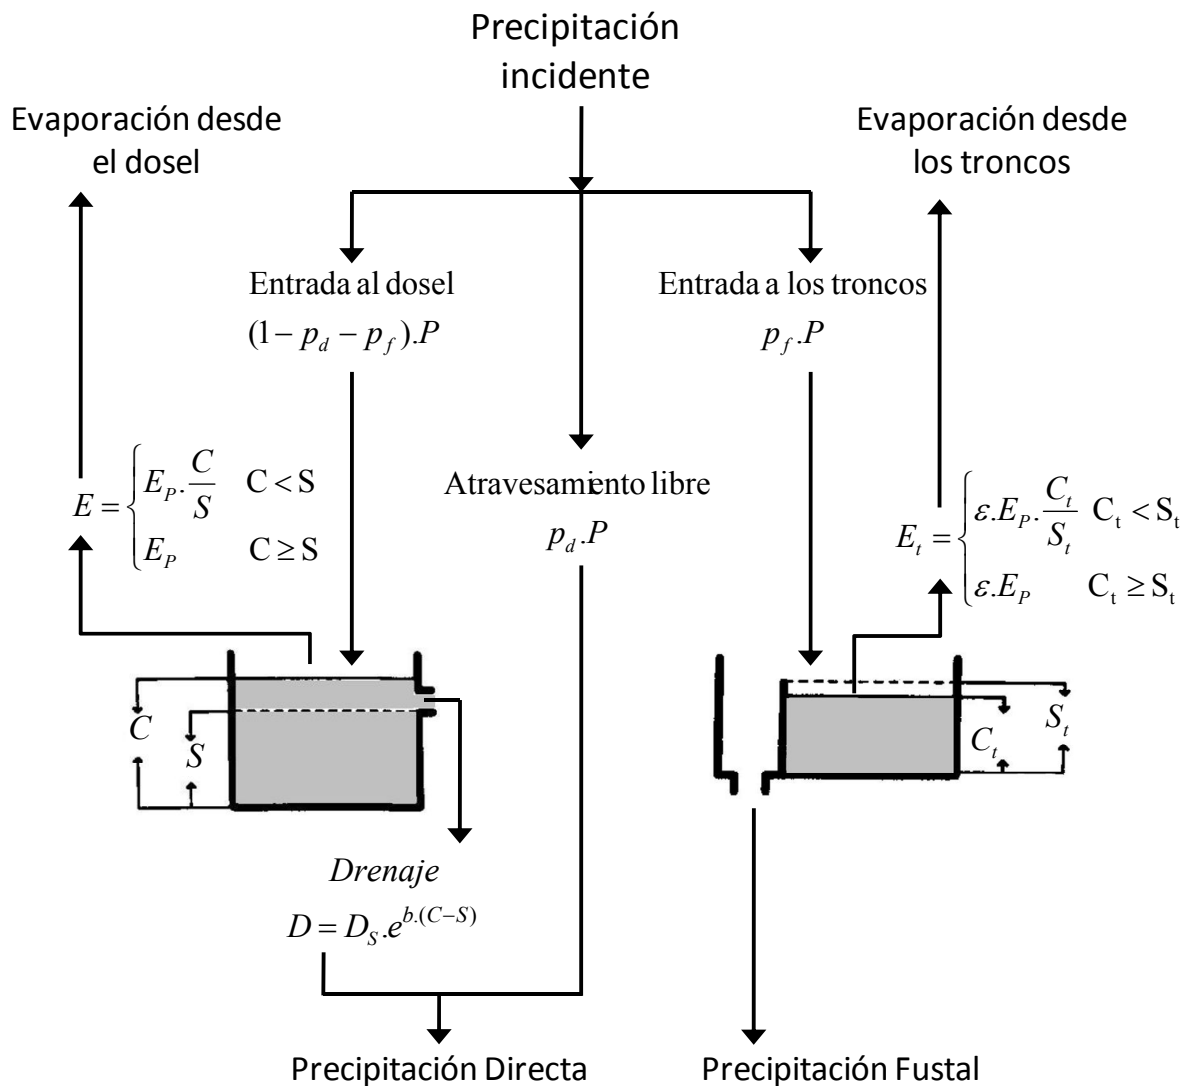 Precipitación
incidente
Evaporación desde
el dosel
Evaporación desde
los troncos
Entrada al dosel
(1 − p_d − p_f).P
Entrada a los troncos
p_f.P
E = { E_P. C/S   C < S
E_P   C ≥ S
Atravesamiento libre
p_d.P
E_t = { ε.E_P. C_t/S_t   C_t < S_t
ε.E_P   C_t ≥ S_t
C
S
C_t
S_t
Drenaje
D = D_S.e^{b.(C−S)}
Precipitación Directa
Precipitación Fustal